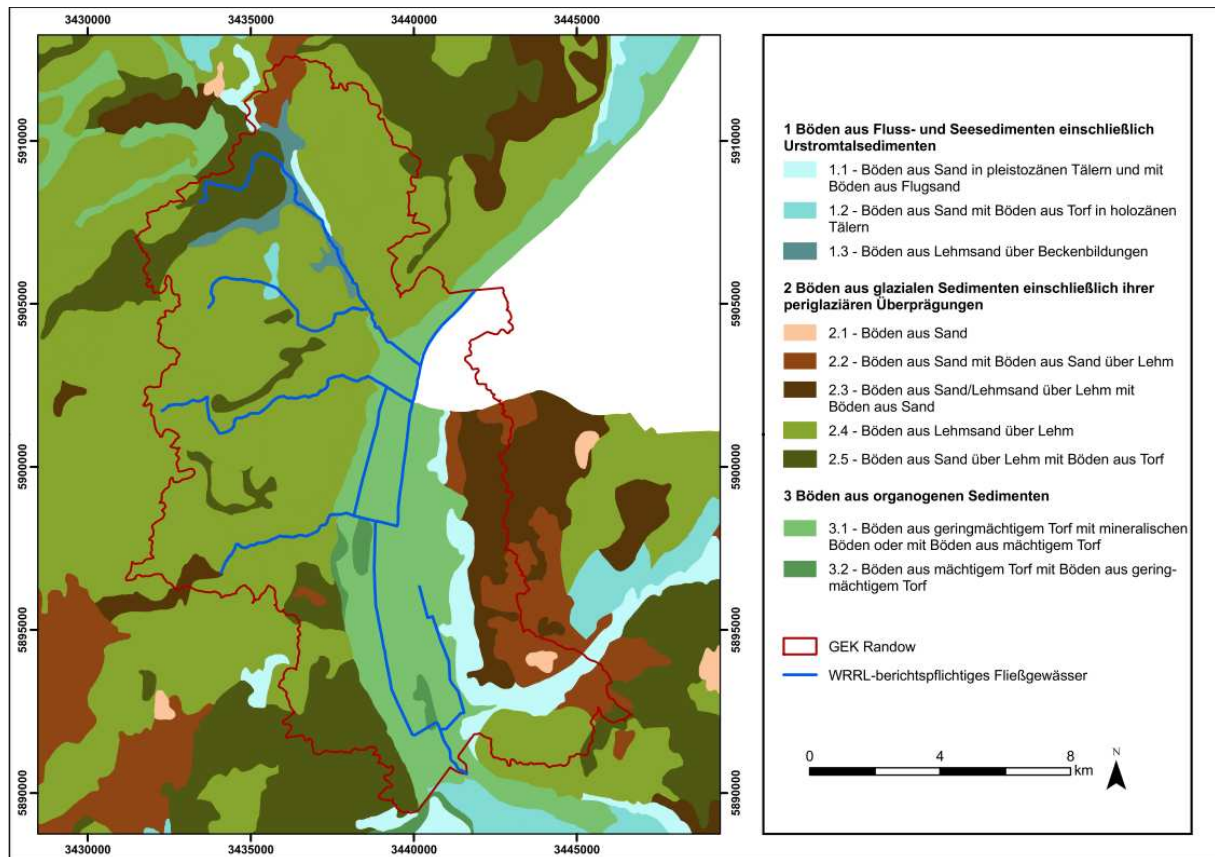 3430000 3435000 3440000 3445000
5910000 5910000
5905000 5905000
5900000 5900000
5895000 5895000
5890000 5890000
3430000 3435000 3440000 3445000
1 Böden aus Fluss- und Seesedimenten einschließlich
Urstromtalsedimenten
1.1 - Böden aus Sand in pleistozänen Tälern und mit
Böden aus Flugsand
1.2 - Böden aus Sand mit Böden aus Torf in holozänen
Tälern
1.3 - Böden aus Lehmsand über Beckenbildungen
2 Böden aus glazialen Sedimenten einschließlich ihrer
periglaziären Überprägungen
2.1 - Böden aus Sand
2.2 - Böden aus Sand mit Böden aus Sand über Lehm
2.3 - Böden aus Sand/Lehmsand über Lehm mit
Böden aus Sand
2.4 - Böden aus Lehmsand über Lehm
2.5 - Böden aus Sand über Lehm mit Böden aus Torf
3 Böden aus organogenen Sedimenten
3.1 - Böden aus geringmächtigem Torf mit mineralischen
Böden oder mit Böden aus mächtigem Torf
3.2 - Böden aus mächtigem Torf mit Böden aus gering-
mächtigem Torf
GEK Randow
WRRL-berichtspflichtiges Fließgewässer
0 4 8
km
N